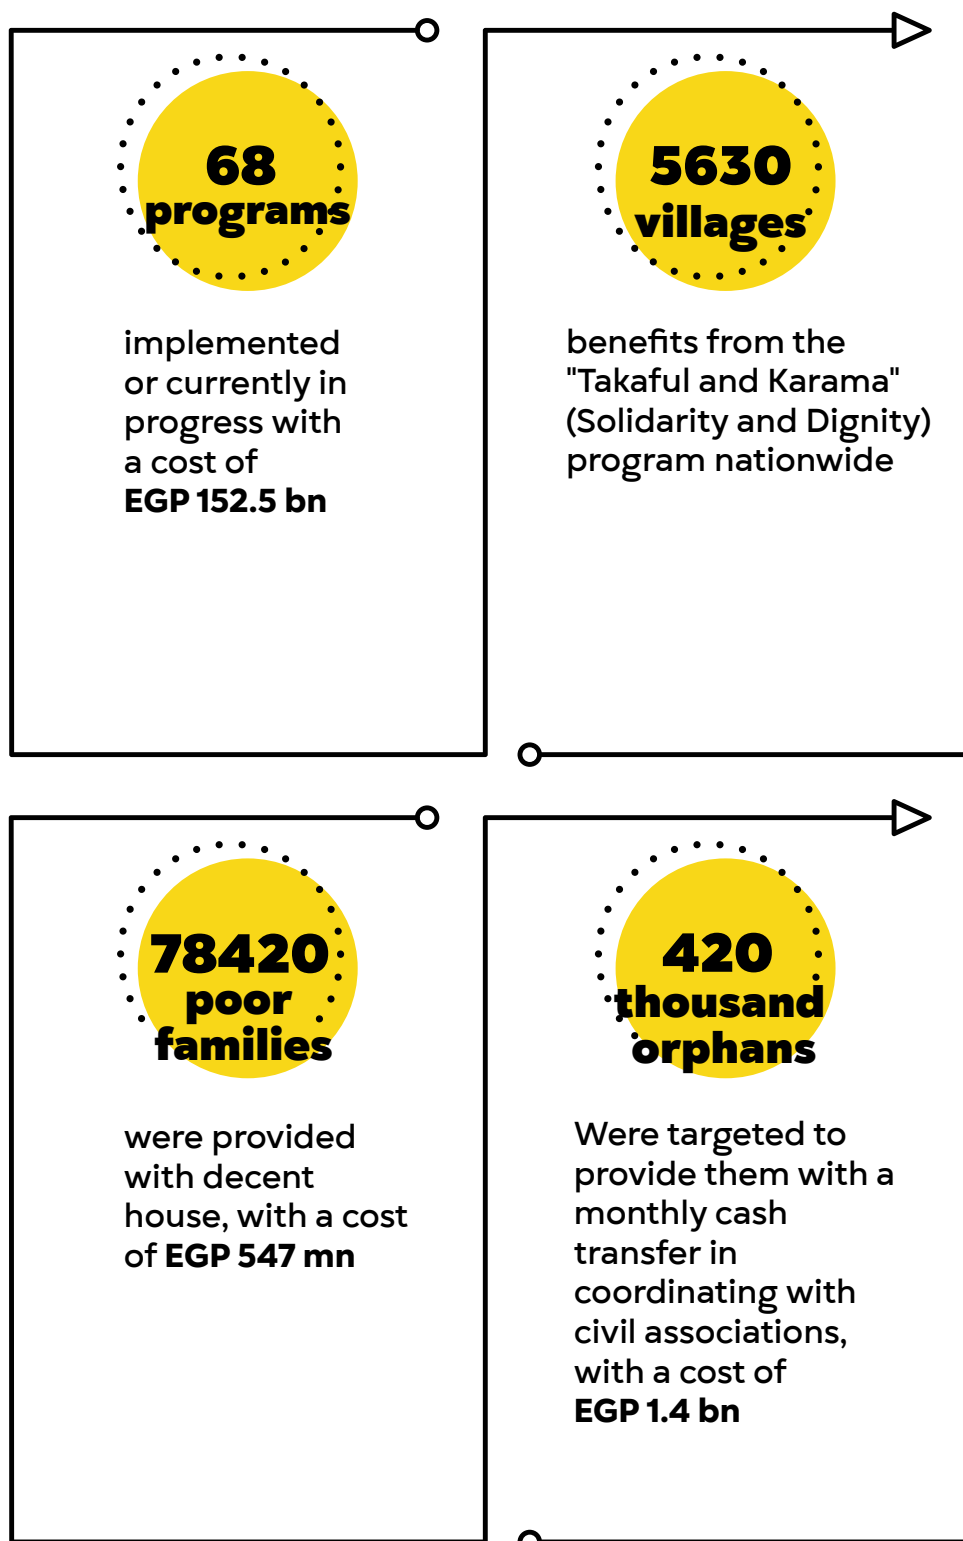 68
programs
implemented
or currently in
progress with
a cost of
EGP 152.5 bn
5630
villages
benefits from the
"Takaful and Karama"
(Solidarity and Dignity)
program nationwide
78420
poor
families
were provided
with decent
house, with a cost
of EGP 547 mn
420
thousand
orphans
Were targeted to
provide them with a
monthly cash
transfer in
coordinating with
civil associations,
with a cost of
EGP 1.4 bn